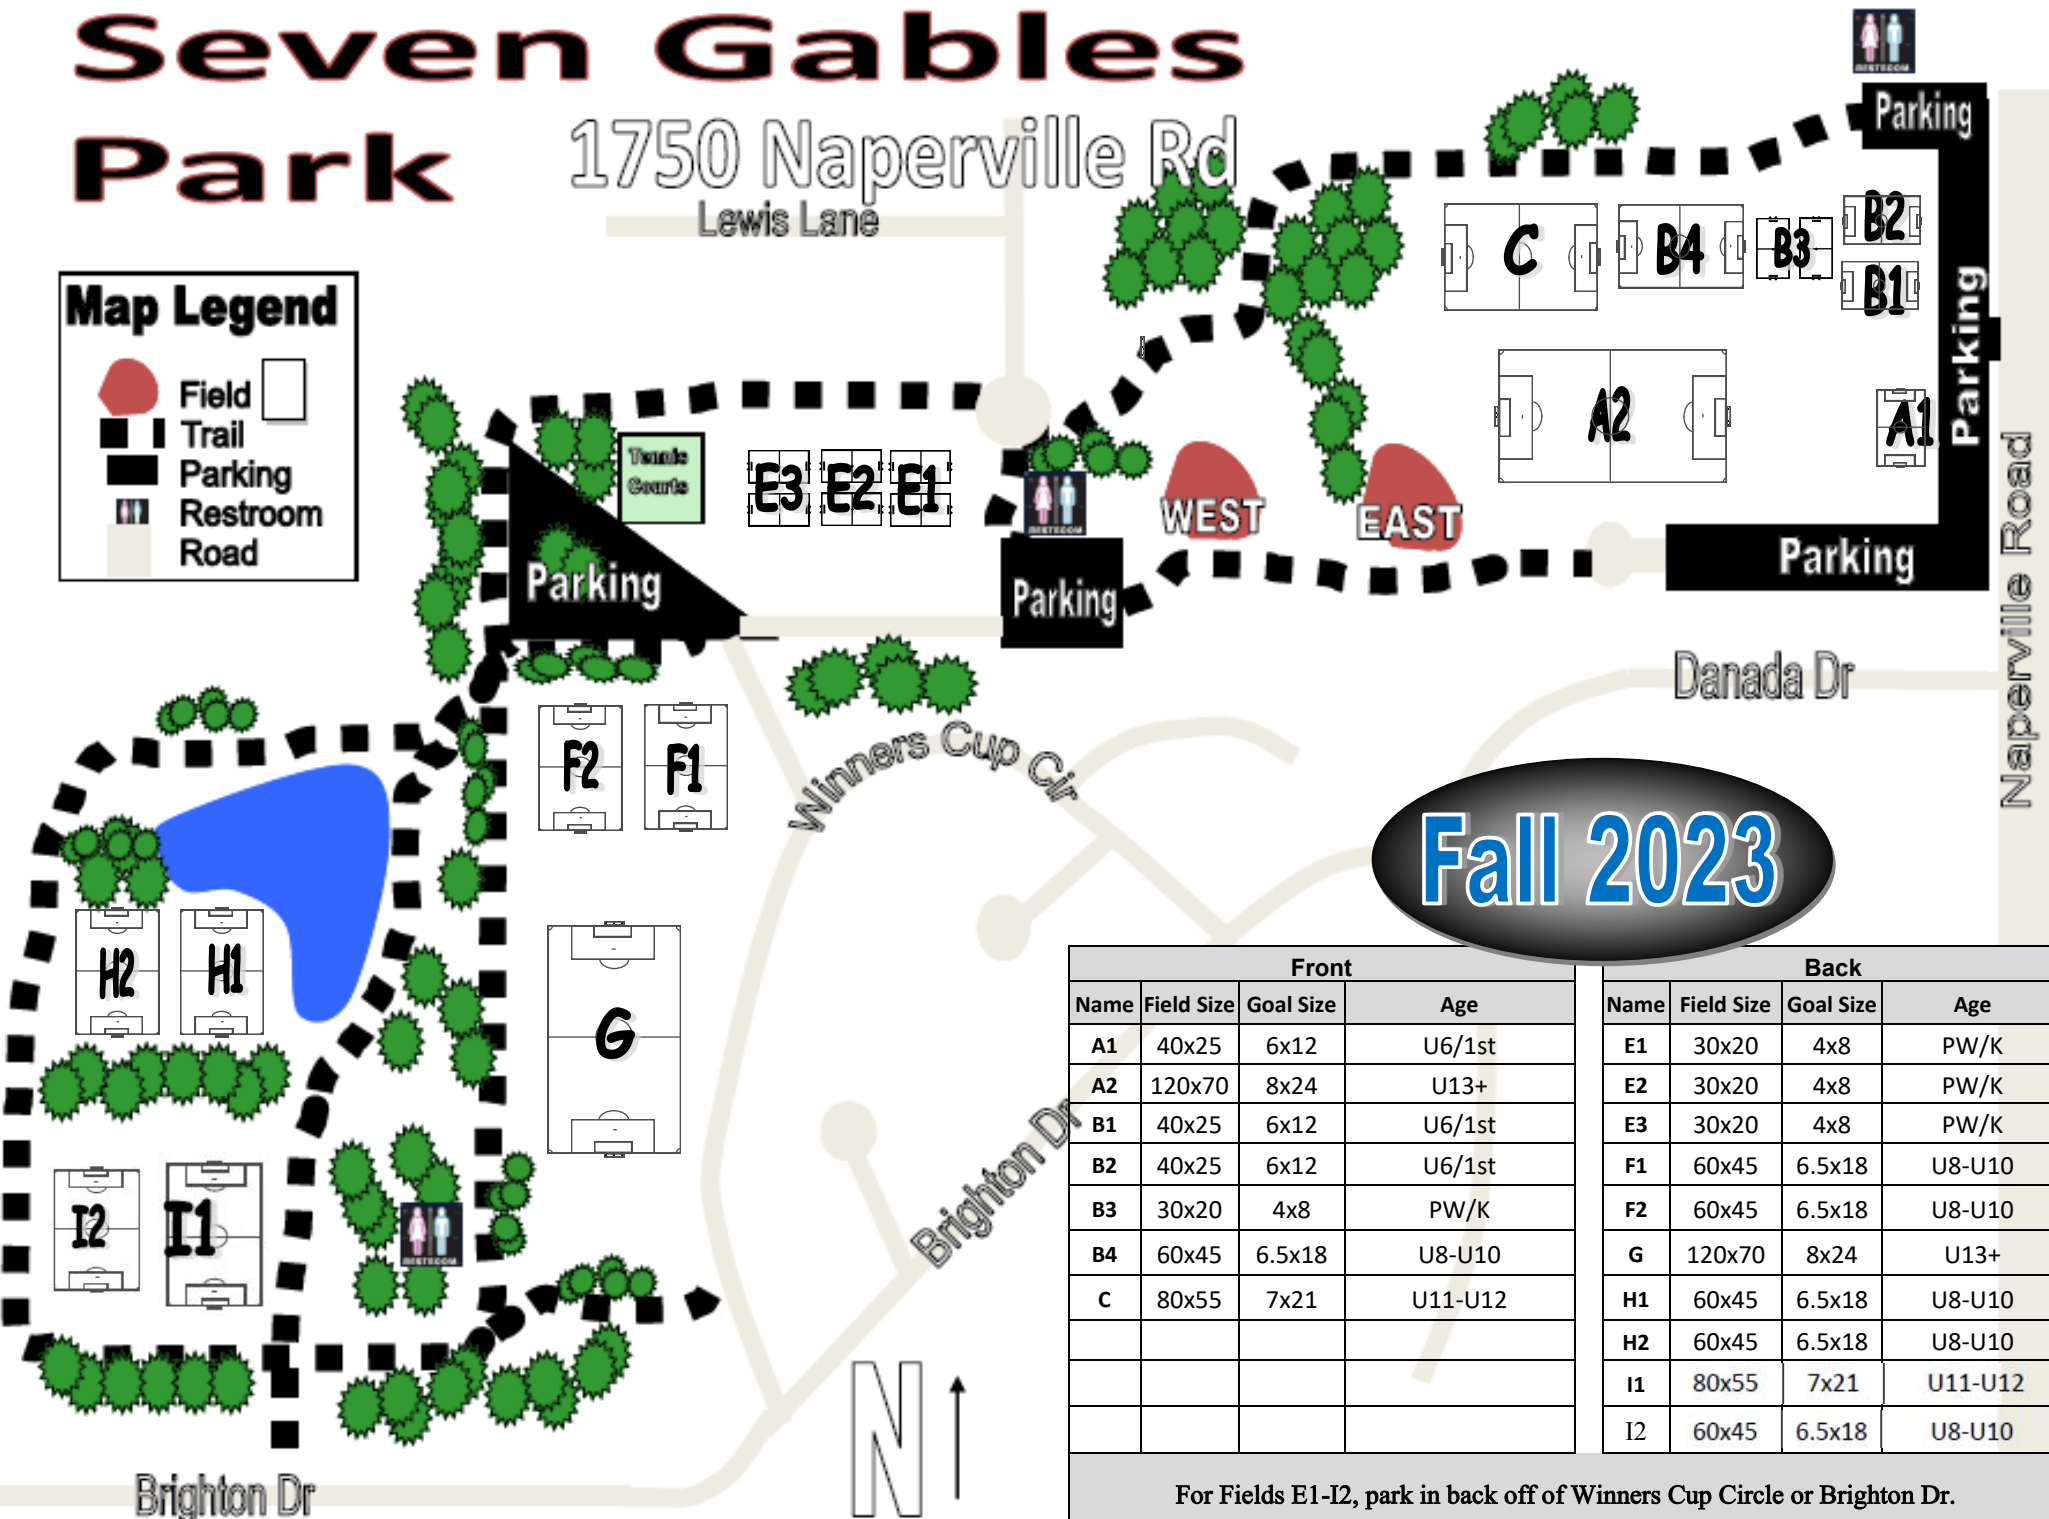 Seven Gables
Park
1750 Naperville Rd
Lewis Lane
Map Legend
Field
Trail
Parking
Restroom
Road
RESTROOM
Parking
Parking
Parking
C
B4
B3
B2
B1
A2
A1
Tennis
Courts
E3
E2
E1
RESTROOM
WEST
EAST
Parking
Parking
Naperville Road
Danada Dr
Winners Cup Cir
F2
F1
H2
H1
G
I2
I1
RESTROOM
Brighton Dr
Brighton Dr
N
Fall 2023
Front
Name Field Size Goal Size Age
A1 40x25 6x12 U6/1st
A2 120x70 8x24 U13+
B1 40x25 6x12 U6/1st
B2 40x25 6x12 U6/1st
B3 30x20 4x8 PW/K
B4 60x45 6.5x18 U8-U10
C 80x55 7x21 U11-U12
Back
Name Field Size Goal Size Age
E1 30x20 4x8 PW/K
E2 30x20 4x8 PW/K
E3 30x20 4x8 PW/K
F1 60x45 6.5x18 U8-U10
F2 60x45 6.5x18 U8-U10
G 120x70 8x24 U13+
H1 60x45 6.5x18 U8-U10
H2 60x45 6.5x18 U8-U10
I1 80x55 7x21 U11-U12
I2 60x45 6.5x18 U8-U10
For Fields E1-I2, park in back off of Winners Cup Circle or Brighton Dr.